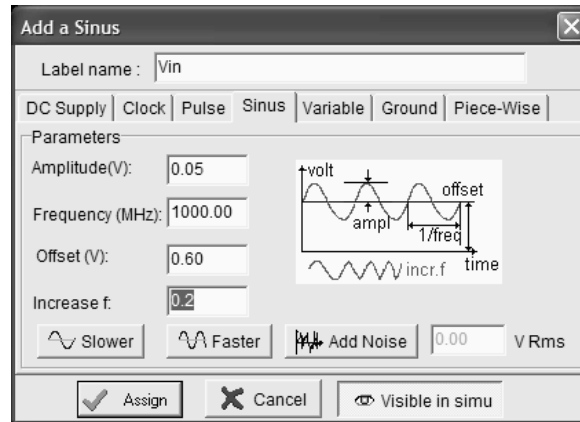 Add a Sinus
Label name : Vin
DC Supply Clock Pulse Sinus Variable Ground Piece-Wise
Parameters
Amplitude(V): 0.05
Frequency (MHz): 1000.00
Offset (V): 0.60
Increase f: 0.2
volt
offset
ampl
1/freq
time
incr.f
Slower Faster Add Noise 0.00 V Rms
Assign Cancel Visible in simu